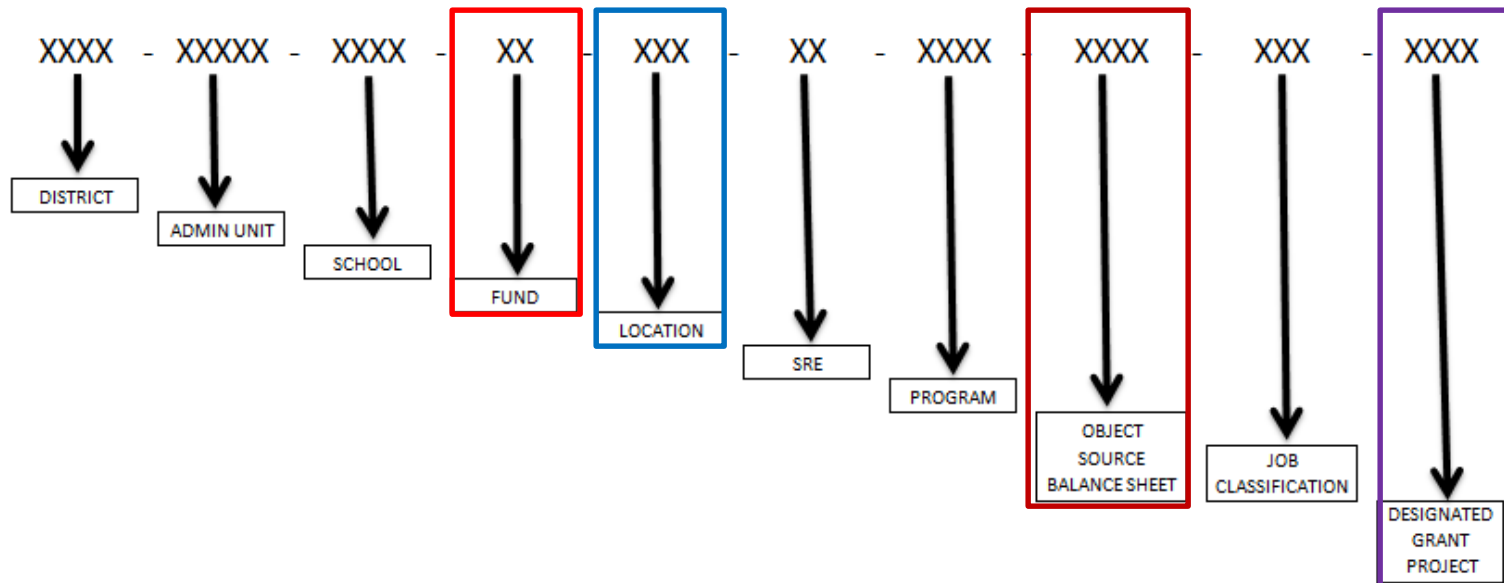 XXXX - XXXXX - XXXX - XX - XXX - XX - XXXX - XXXX - XXX - XXXX
DISTRICT
ADMIN UNIT
SCHOOL
FUND
LOCATION
SRE
PROGRAM
OBJECT
SOURCE
BALANCE SHEET
JOB
CLASSIFICATION
DESIGNATED
GRANT
PROJECT